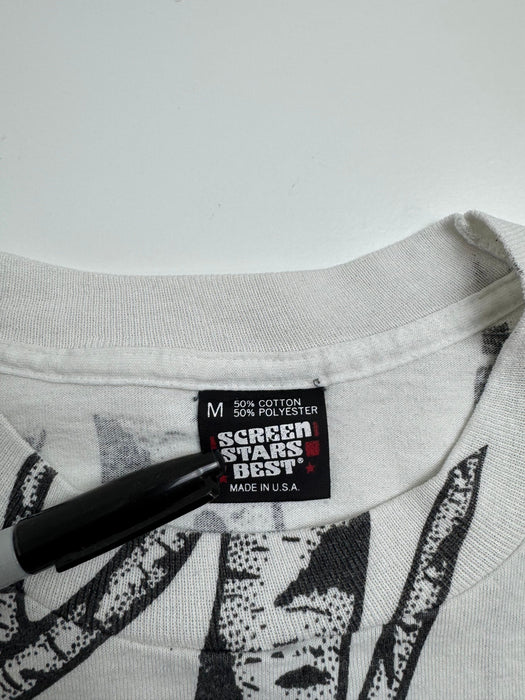 M 50% COTTON
50% POLYESTER
SCREEN
STARS
BEST®
MADE IN U.S.A.